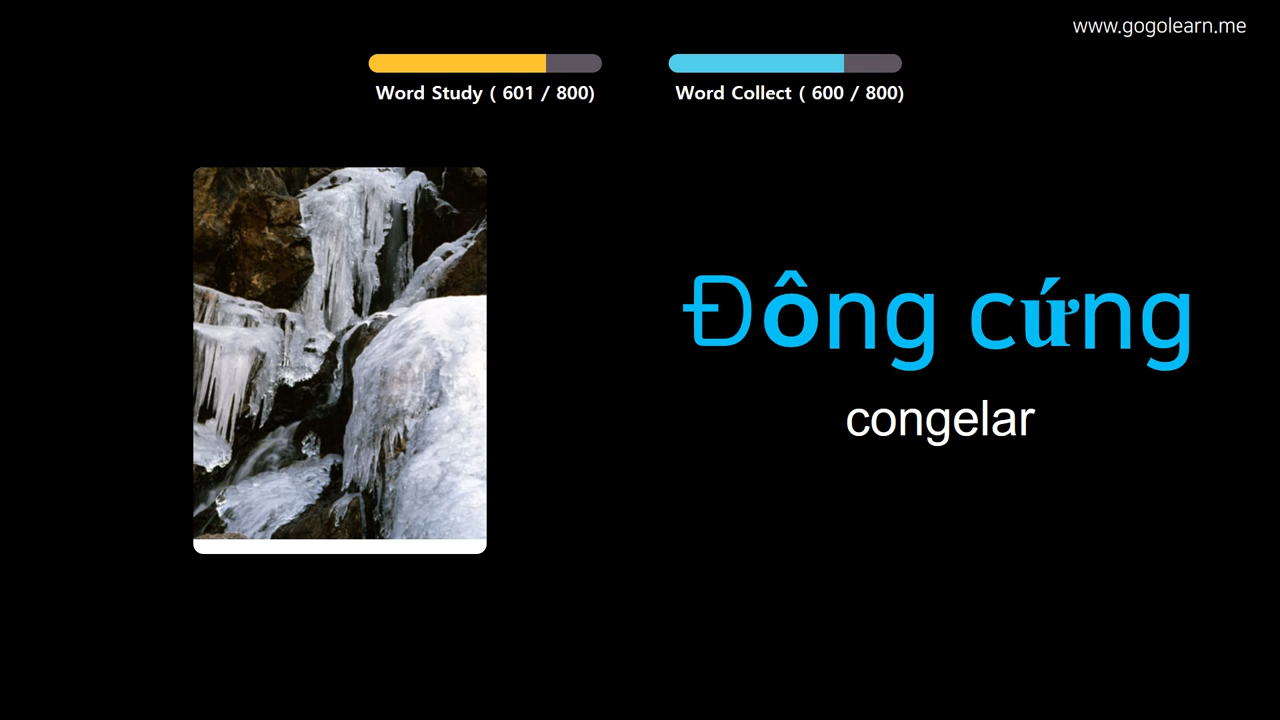 www.gogolearn.me
Word Study ( 601 / 800)
Word Collect ( 600 / 800)
Đông cứng
congelar